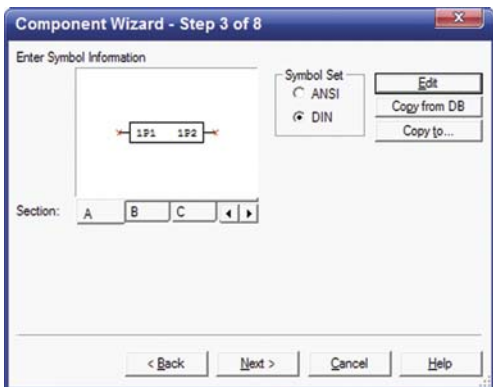 Component Wizard - Step 3 of 8
Enter Symbol Information
1P1 1P2
Symbol Set
ANSI
DIN
Edit
Copy from DB
Copy to...
Section: A B C
< Back Next > Cancel Help